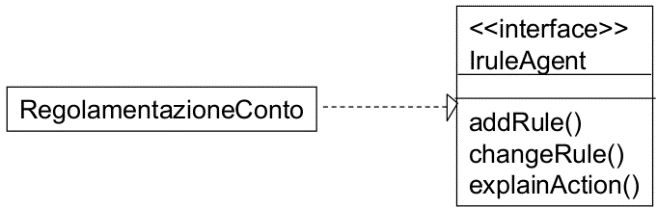 <<interface>>
IruleAgent
RegolamentazioneConto
addRule()
changeRule()
explainAction()